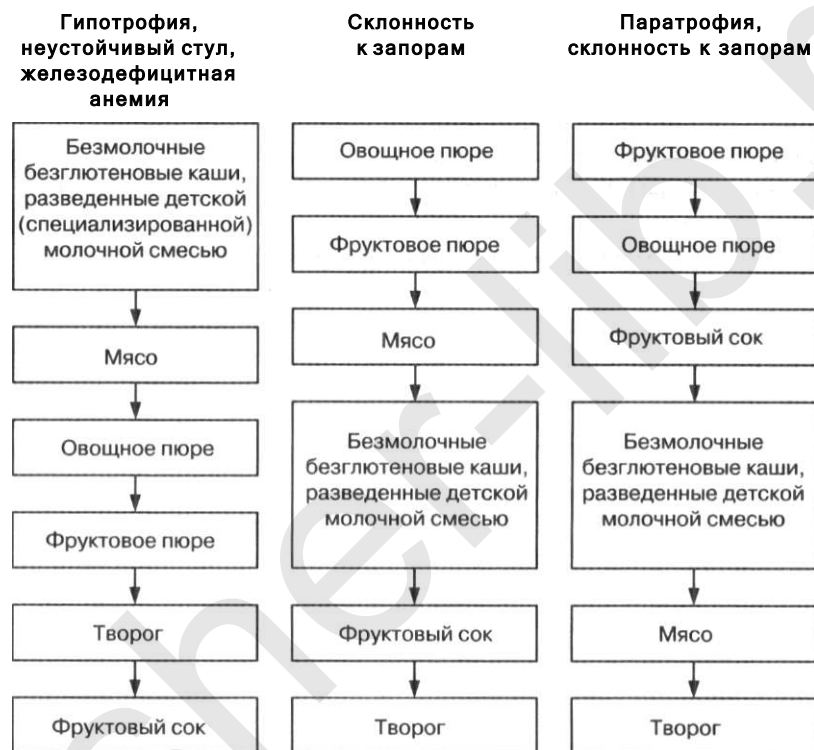 Гипотрофия,
неустойчивый стул,
железодефицитная
анемия
Безмолочные
безглютеновые каши,
разведенные детской
(специализированной)
молочной смесью
Мясо
Овощное пюре
Фруктовое пюре
Творог
Фруктовый сок
Склонность
к запорам
Овощное пюре
Фруктовое пюре
Мясо
Безмолочные
безглютеновые каши,
разведенные детской
молочной смесью
Фруктовый сок
Творог
Паратрофия,
склонность к запорам
Фруктовое пюре
Овощное пюре
Фруктовый сок
Безмолочные
безглютеновые каши,
разведенные детской
молочной смесью
Мясо
Творог